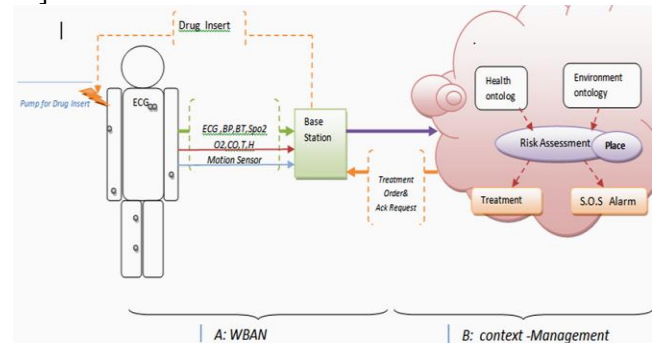 Drug Insert
Pump for Drug Insert
ECG
ECG,BP,BT,Spo2
O2,CO,T,H
Motion Sensor
Base
Station
Treatment
Order&
Ack Request
Health
ontolog
Environment
ontology
Risk Assessment
Place
Treatment
S.O.S Alarm
A: WBAN
B: context -Management